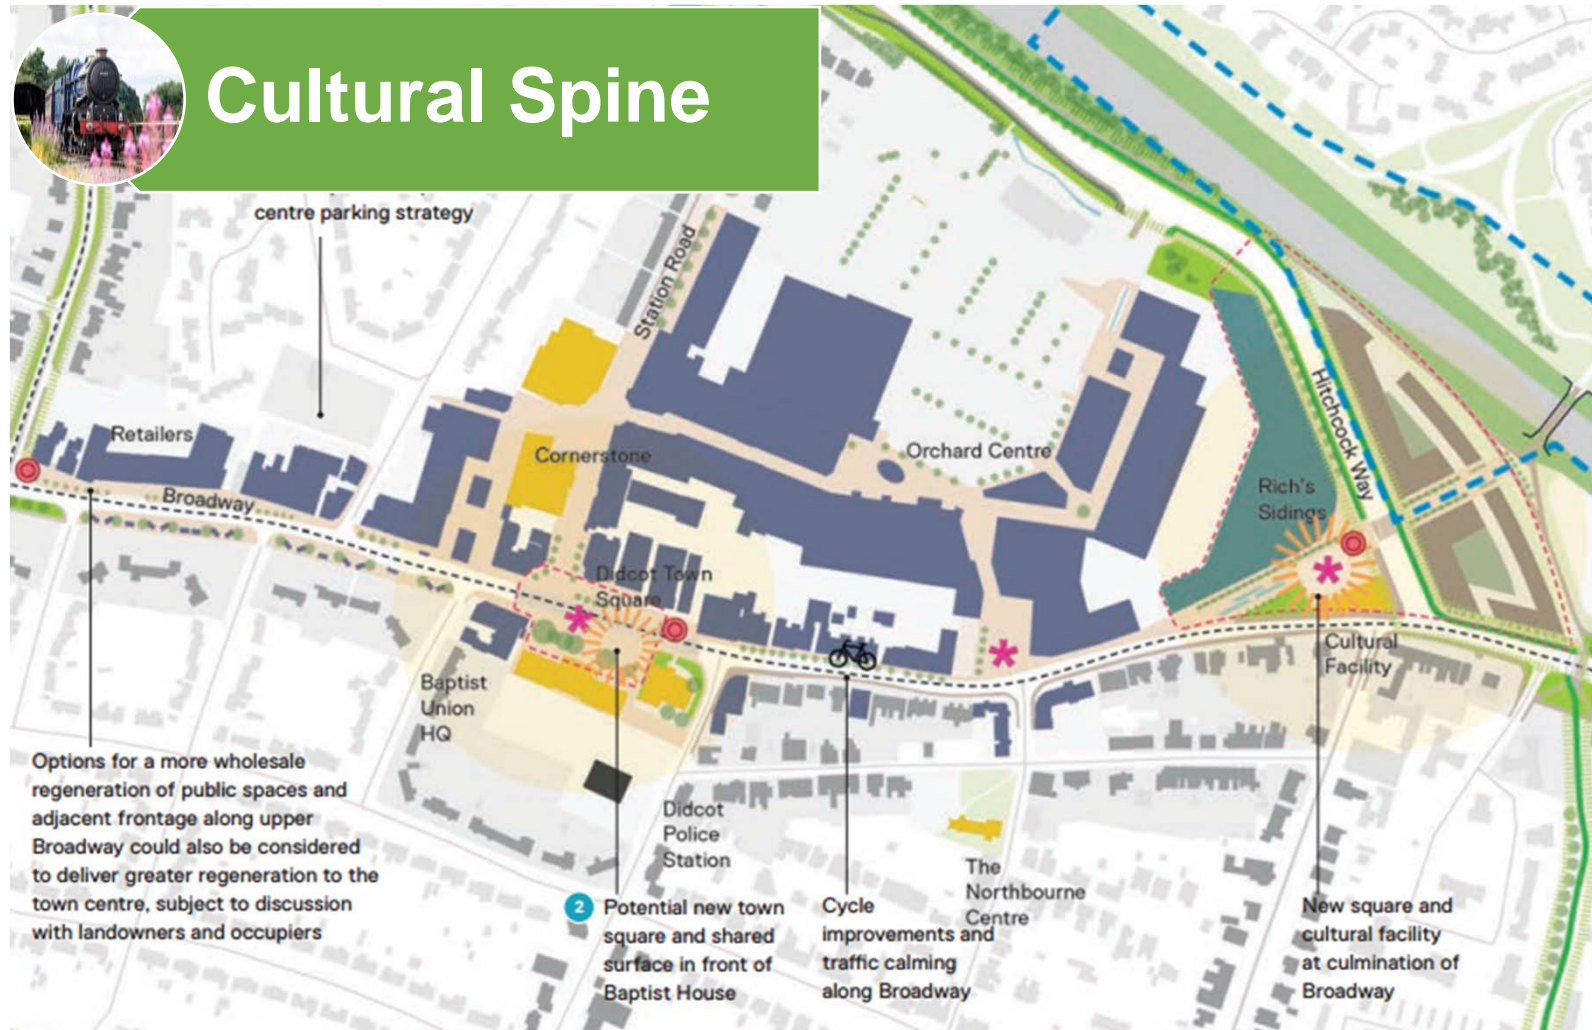 Cultural Spine
centre parking strategy
Station Road
Retailers
Cornerstone
Orchard Centre
Hitchcock Way
Broadway
Rich's
Sidings
Didcot Town
Square
Cultural
Facility
Baptist
Union
HQ
Didcot
Police
Station
The
Northbourne
Centre
Options for a more wholesale
regeneration of public spaces and
adjacent frontage along upper
Broadway could also be considered
to deliver greater regeneration to the
town centre, subject to discussion
with landowners and occupiers
2 Potential new town
square and shared
surface in front of
Baptist House
Cycle
improvements and
traffic calming
along Broadway
New square and
cultural facility
at culmination of
Broadway